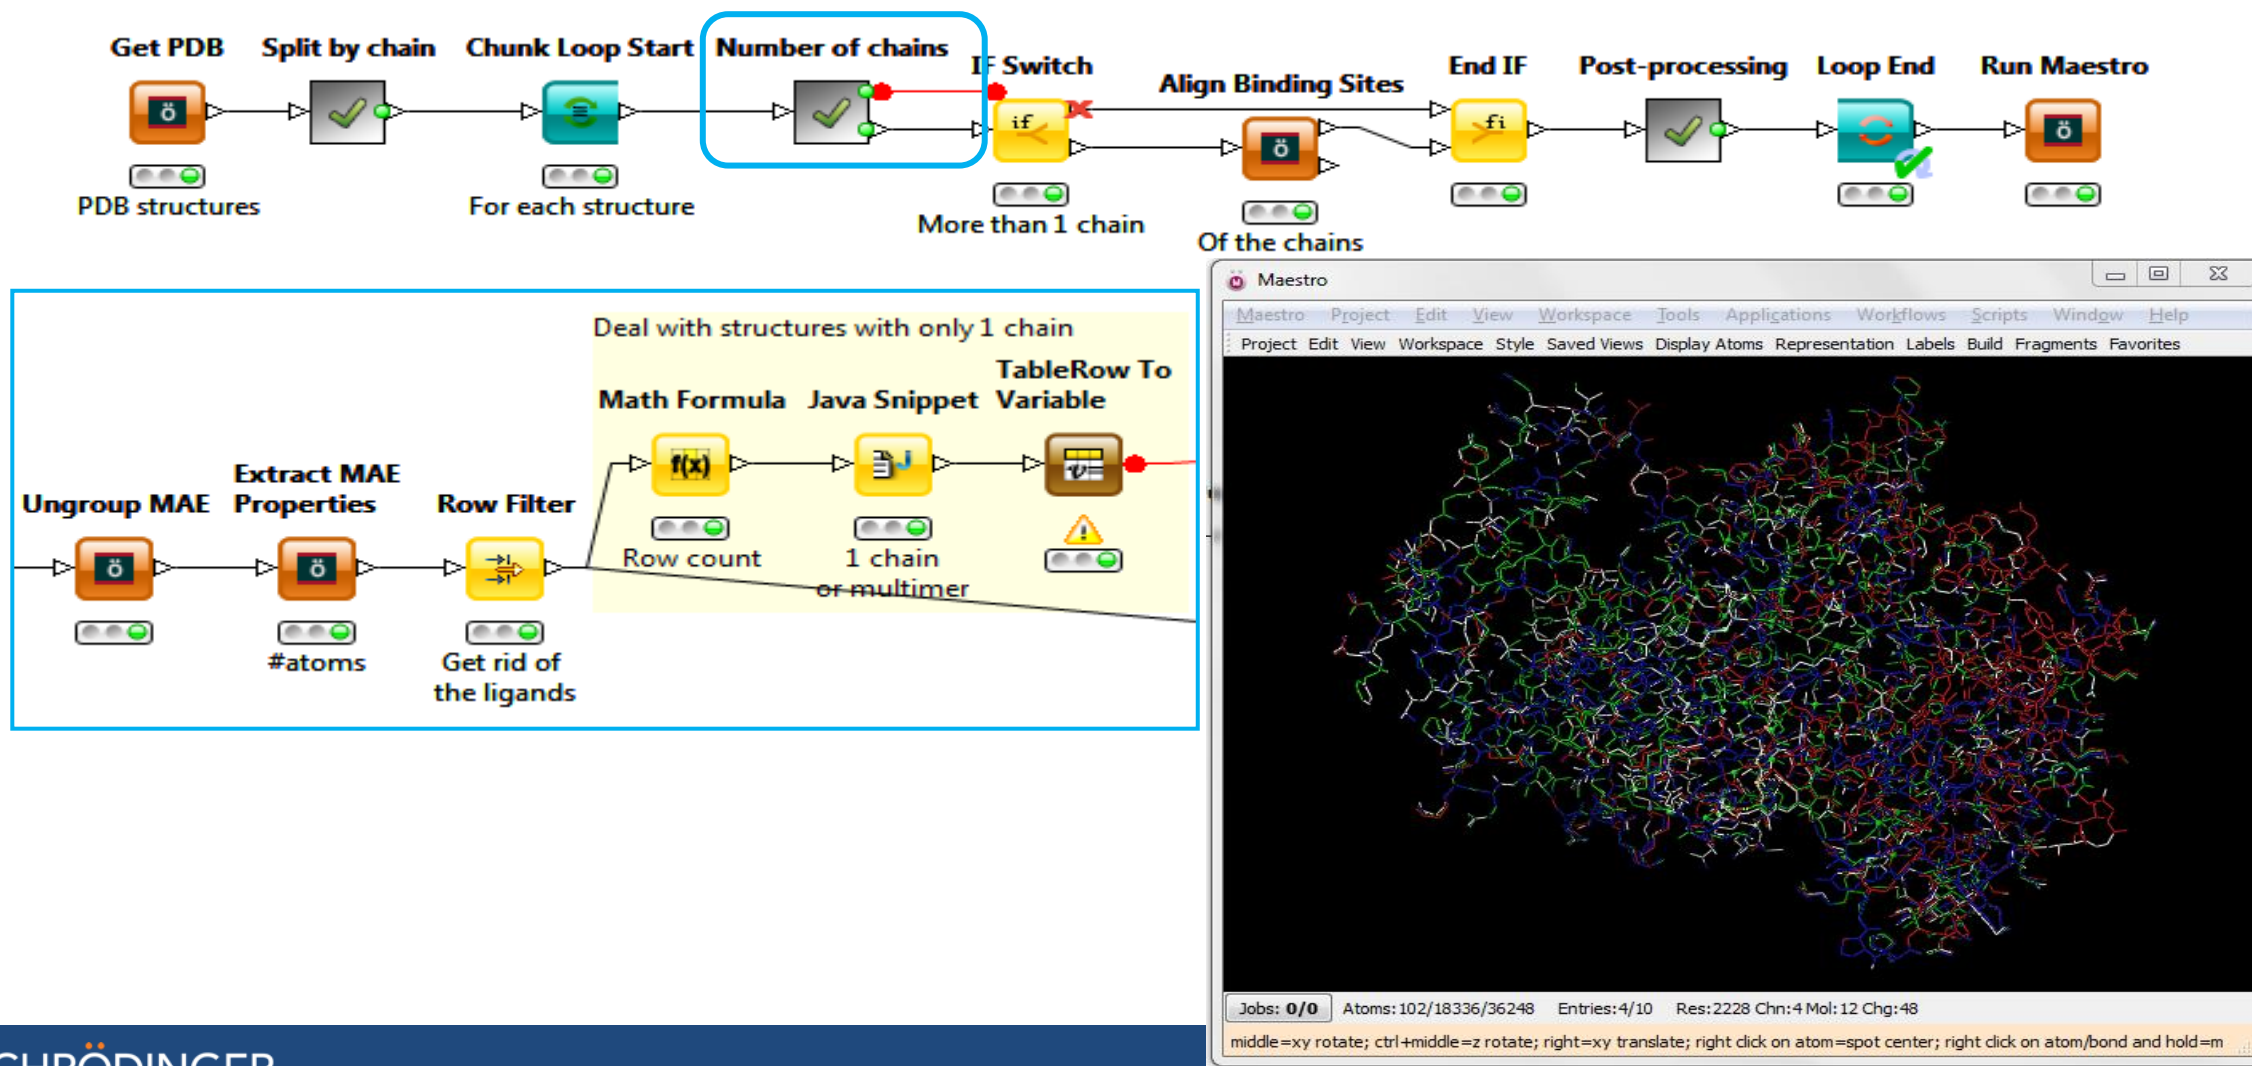 Get PDB
Split by chain
Chunk Loop Start
Number of chains
IF Switch
Align Binding Sites
End IF
Post-processing
Loop End
Run Maestro
if
fi
ö
ö
ö
PDB structures
For each structure
More than 1 chain
Of the chains
Deal with structures with only 1 chain
TableRow To
Variable
Math Formula
Java Snippet
f(x)
Extract MAE
Properties
Ungroup MAE
Row Filter
ö
ö
Row count
1 chain
or multimer
#atoms
Get rid of
the ligands
Maestro
Maestro Project Edit View Workspace Tools Applications Workflows Scripts Window Help
Project Edit View Workspace Style Saved Views Display Atoms Representation Labels Build Fragments Favorites
Jobs: 0/0 Atoms:102/18336/36248 Entries:4/10 Res:2228 Chn:4 Mol:12 Chg:48
middle=xy rotate; ctrl+middle=z rotate; right=xy translate; right click on atom=spot center; right click on atom/bond and hold=m
CHRÖDINGER